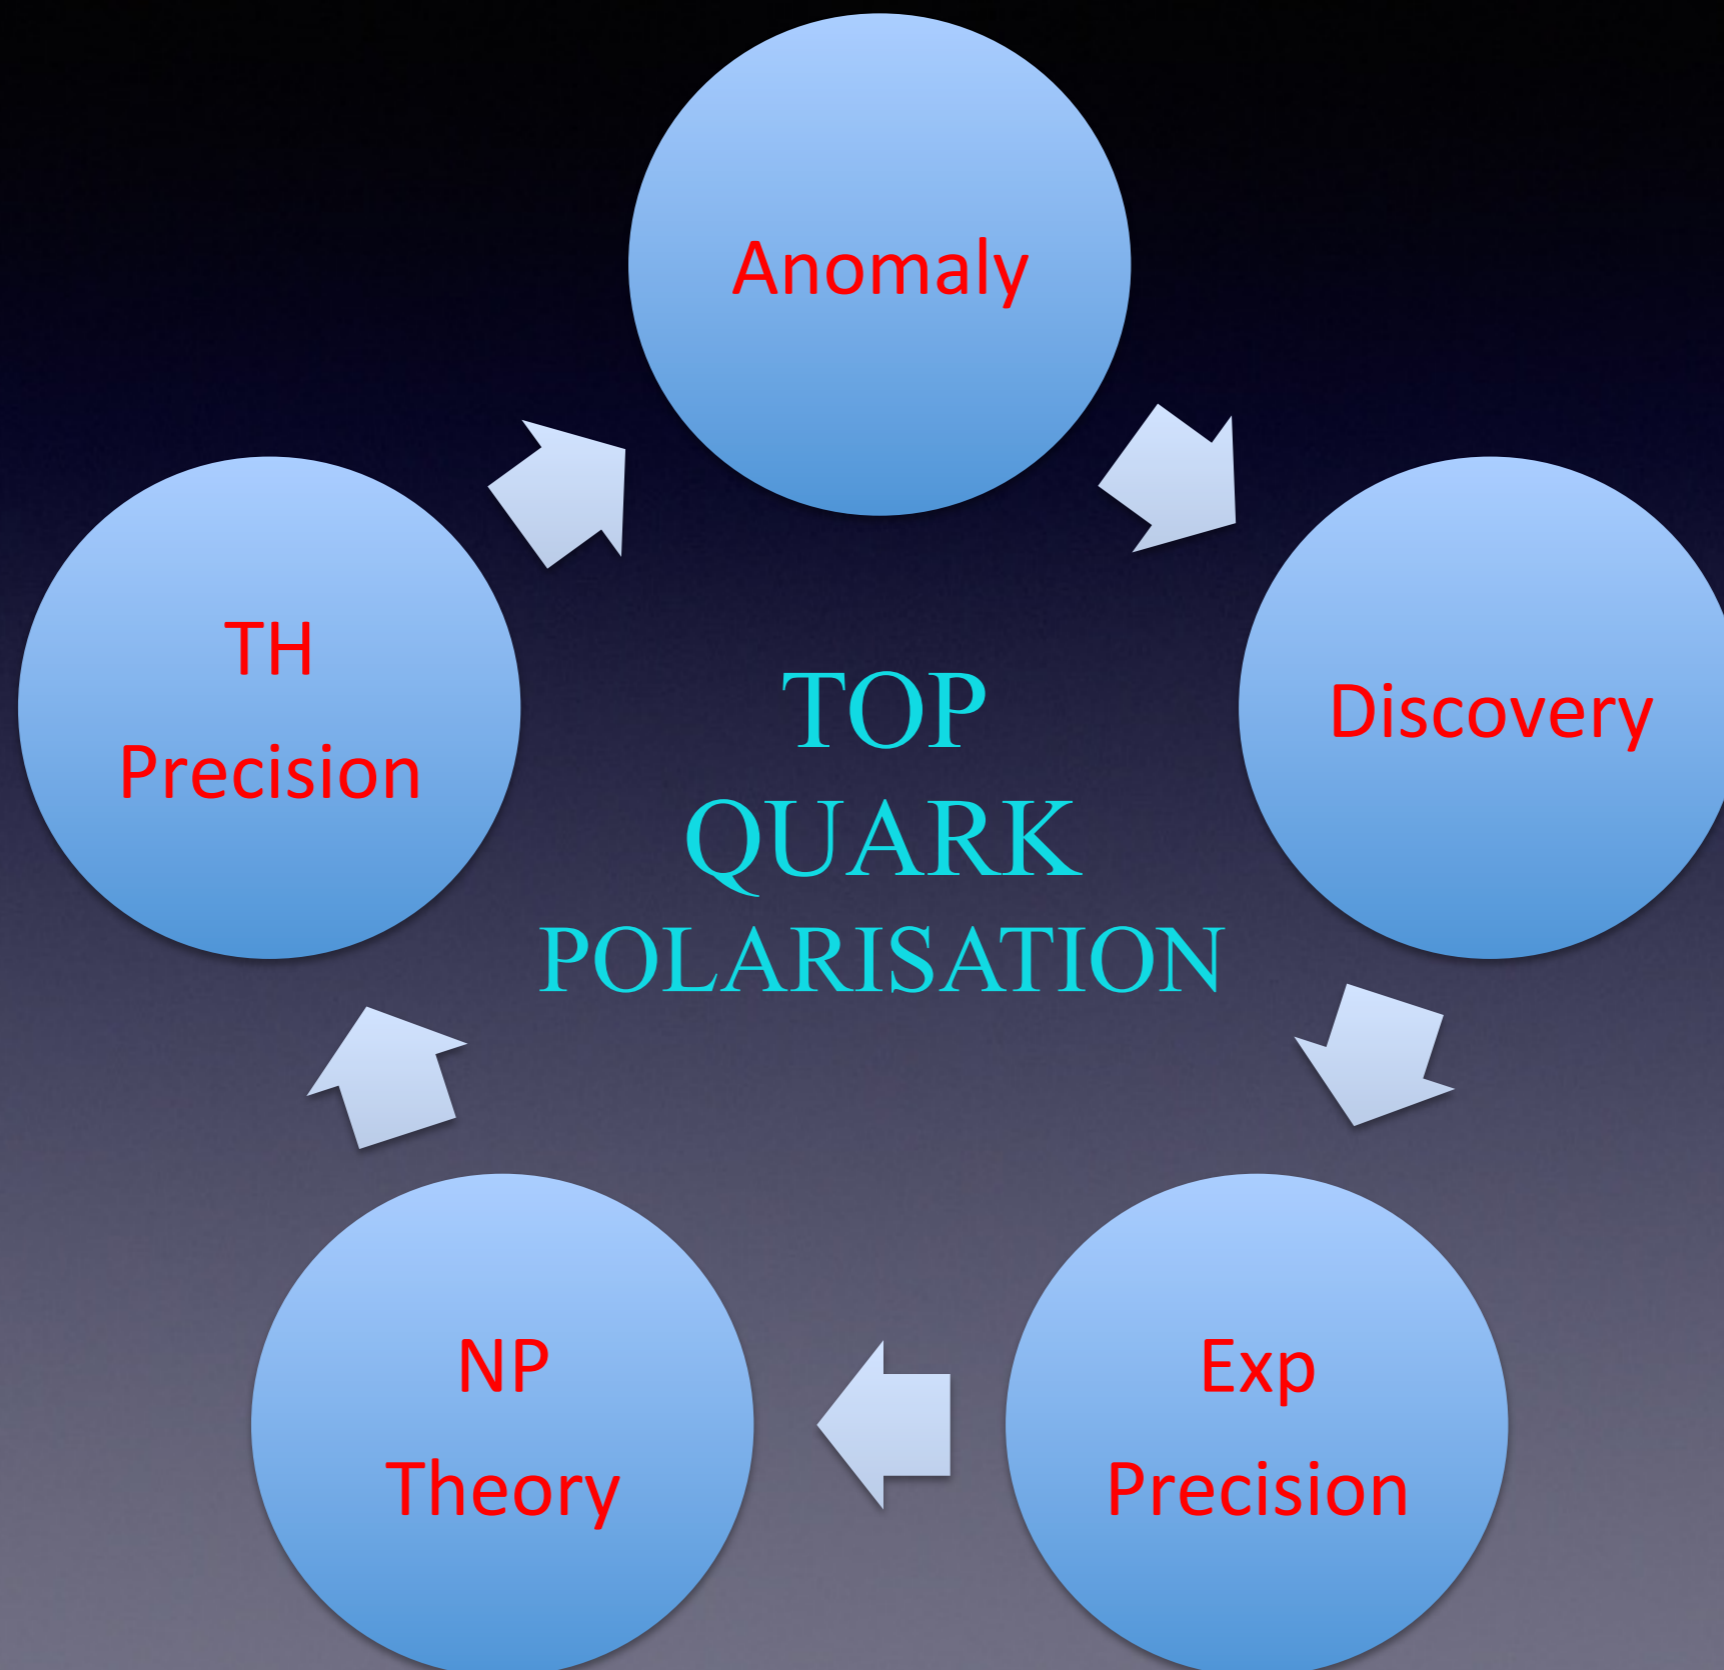 Anomaly
Discovery
Exp
Precision
NP
Theory
TH
Precision
TOP
QUARK
POLARISATION